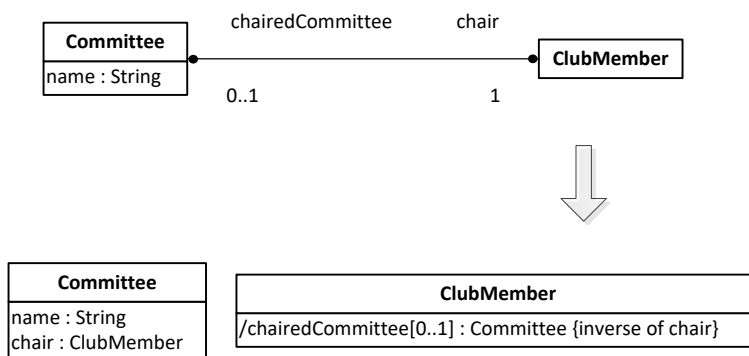 chairedCommittee chair
Committee
name : String
ClubMember
0..1 1
Committee
name : String
chair : ClubMember
ClubMember
/chairedCommittee[0..1] : Committee {inverse of chair}